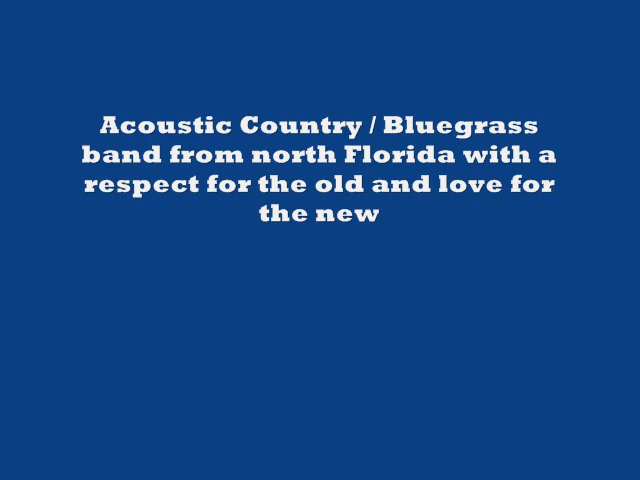 Acoustic Country / Bluegrass
band from north Florida with a
respect for the old and love for
the new